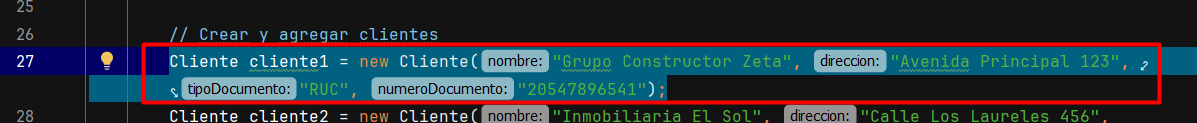 25
26 // Crear y agregar clientes
27 Cliente cliente1 = new Cliente( nombre: "Grupo Constructor Zeta", direccion: "Avenida Principal 123",
tipoDocumento: "RUC", numeroDocumento: "20547896541");
28 Cliente cliente2 = new Cliente( nombre: "Inmobiliaria El Sol", direccion: "Calle Los Laureles 456",